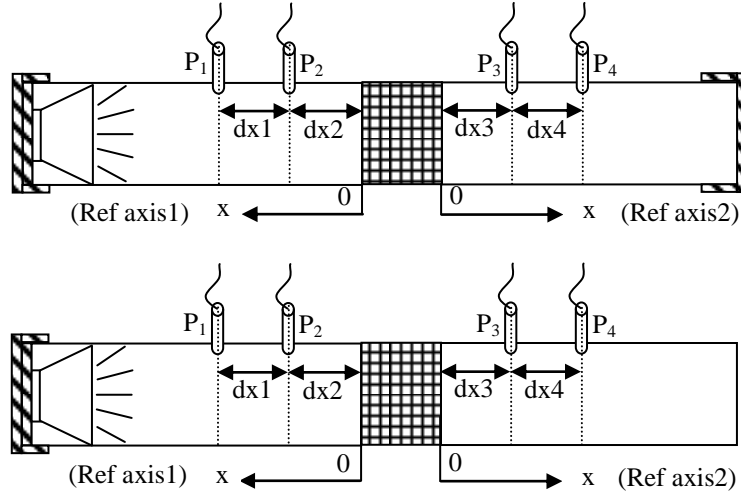 P₁ P₂ P₃ P₄
dx1 dx2 dx3 dx4
0 0
(Ref axis1) x x (Ref axis2)
P₁ P₂ P₃ P₄
dx1 dx2 dx3 dx4
0 0
(Ref axis1) x x (Ref axis2)